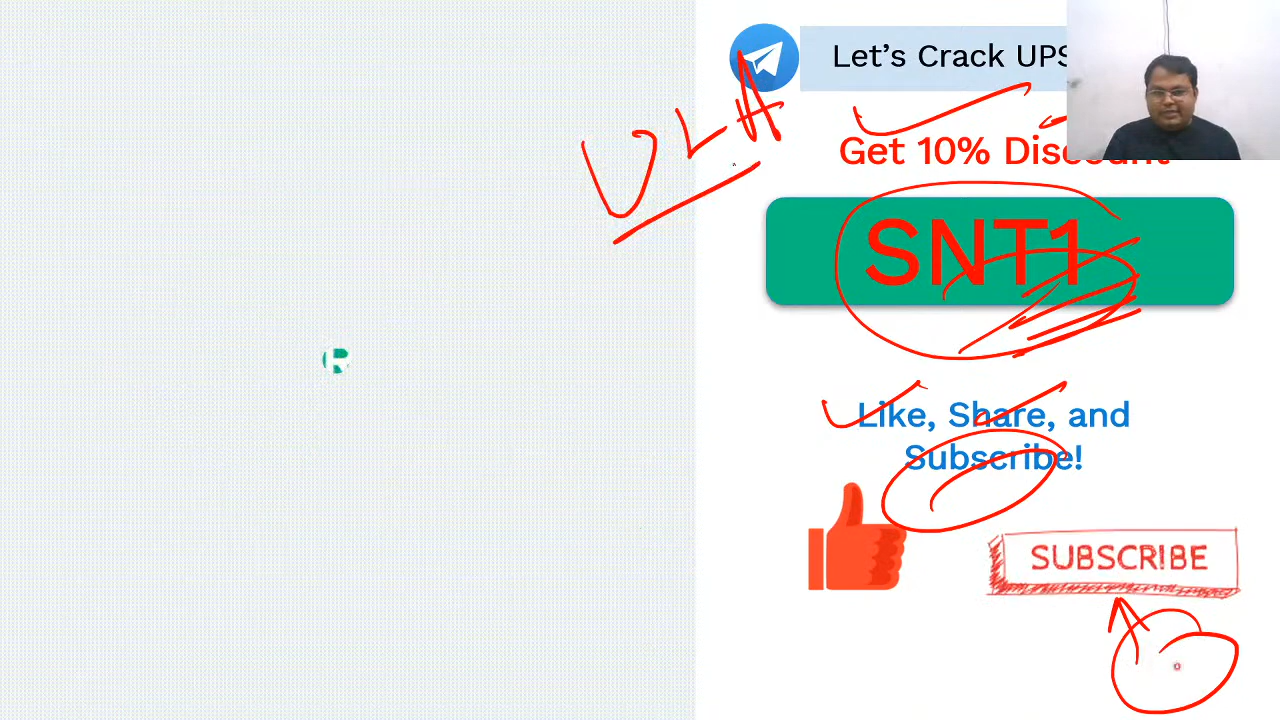 Let's Crack UPS
ULA
Get 10% Discount
SNT1
Like, Share, and
Subscribe!
SUBSCRIBE